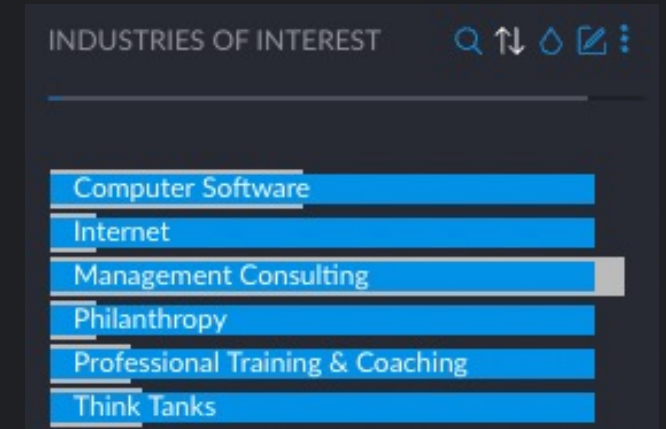 INDUSTRIES OF INTEREST
Computer Software
Internet
Management Consulting
Philanthropy
Professional Training & Coaching
Think Tanks